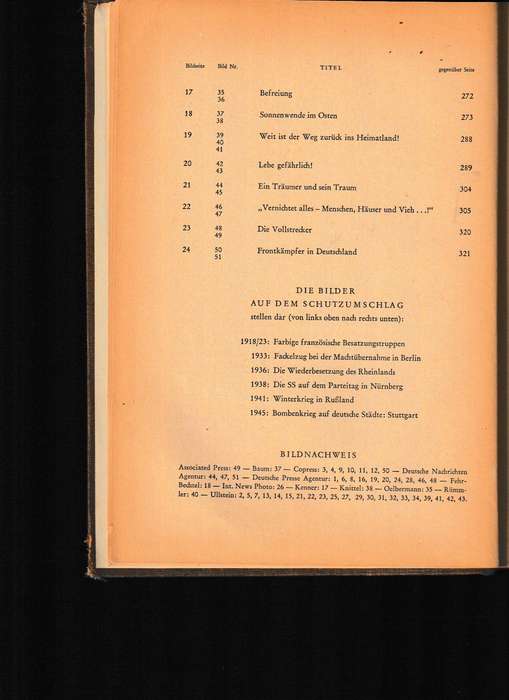 Bildseite Bild Nr. TITEL gegenüber Seite
17 35 Befreiung 272
36
18 37 Sonnenwende im Osten 273
38
19 39 Weit ist der Weg zurück ins Heimatland! 288
40
41
20 42 Lebe gefährlich! 289
43
21 44 Ein Träumer und sein Traum 304
45
22 46 „Vernichtet alles – Menschen, Häuser und Vieh . . .!“ 305
47
23 48 Die Vollstrecker 320
49
24 50 Frontkämpfer in Deutschland 321
51
DIE BILDER
AUF DEM SCHUTZUMSCHLAG
stellen dar (von links oben nach rechts unten):
1918/23: Farbige französische Besatzungstruppen
1933: Fackelzug bei der Machtübernahme in Berlin
1936: Die Wiederbesetzung des Rheinlands
1938: Die SS auf dem Parteitag in Nürnberg
1941: Winterkrieg in Rußland
1945: Bombenkrieg auf deutsche Städte: Stuttgart
BILDNACHWEIS
Associated Press: 49 — Baum: 37 — Copress: 3, 4, 9, 10, 11, 12, 50 — Deutsche Nachrichten
Agentur: 44, 47, 51 — Deutsche Presse Agentur: 1, 6, 8, 16, 19, 20, 24, 28, 46, 48 — Fehr-
Bechtel: 18 — Int. News Photo: 26 — Kenner: 17 — Knittel: 38 — Oelbermann: 35 — Rümm-
ler: 40 — Ullstein: 2, 5, 7, 13, 14, 15, 21, 22, 23, 25, 27, 29, 30, 31, 32, 33, 34, 39, 41, 42, 43.